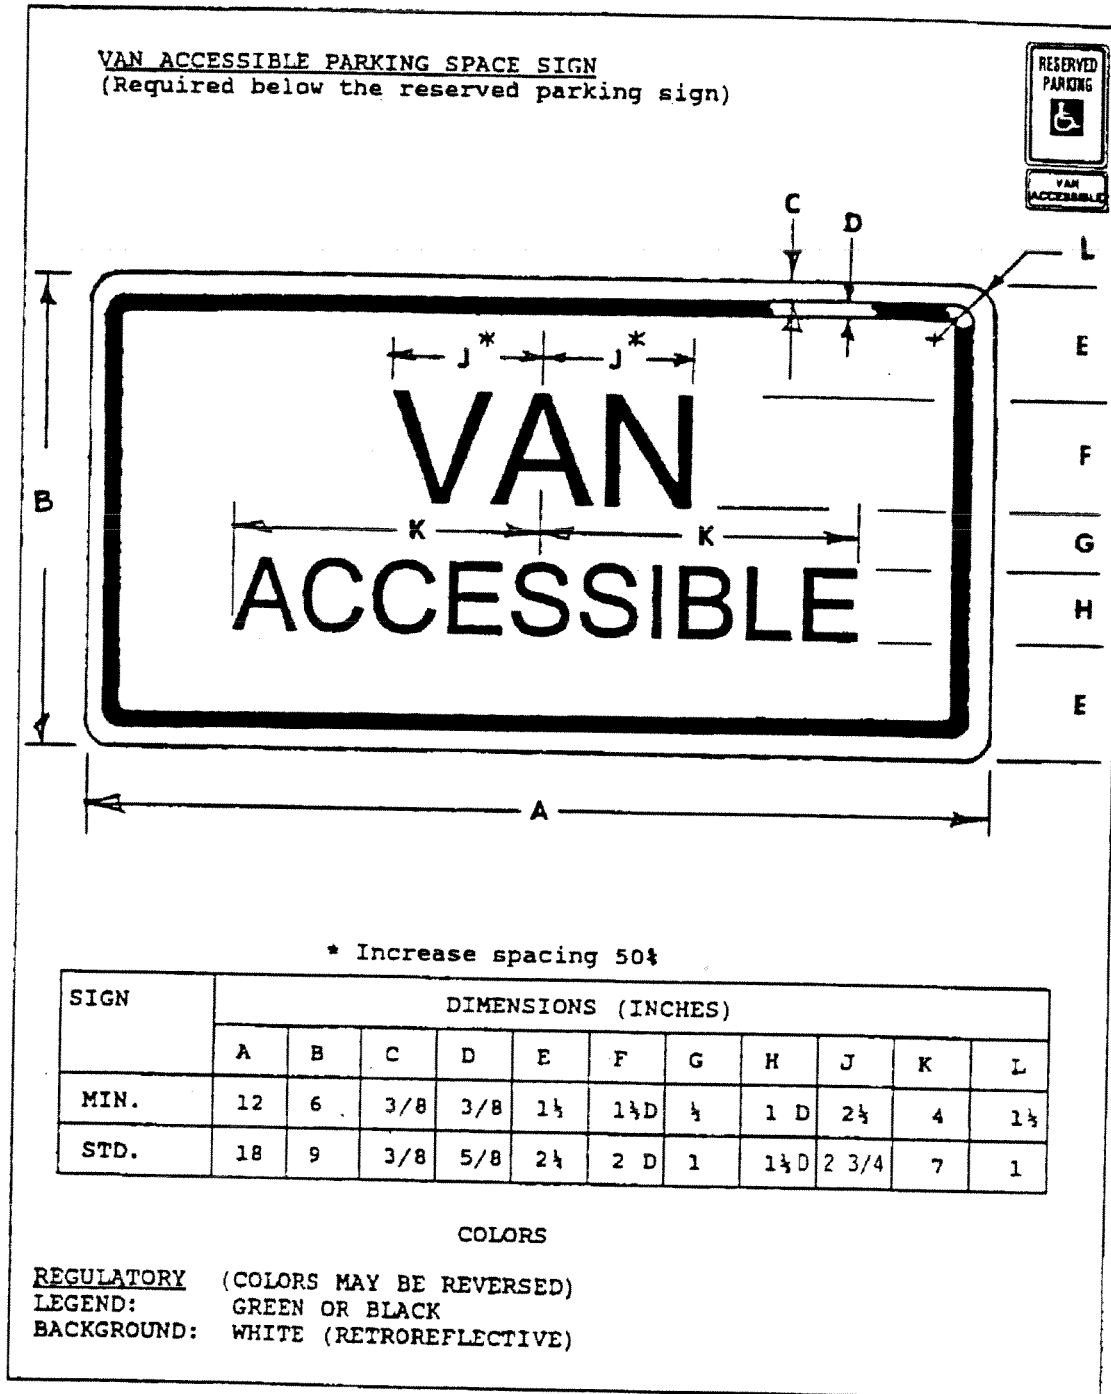 VAN ACCESSIBLE PARKING SPACE SIGN
(Required below the reserved parking sign)
RESERVED
PARKING
VAN
ACCESSIBLE
C
D
L
E
J* J*
VAN
F
B
K K
G
ACCESSIBLE
H
E
A
* Increase spacing 50%
SIGN DIMENSIONS (INCHES)
A B C D E F G H J K L
MIN. 12 6 3/8 3/8 1½ 1½D ½ 1 D 2½ 4 1½
STD. 18 9 3/8 5/8 2¼ 2 D 1 1½D 2 3/4 7 1
COLORS
REGULATORY (COLORS MAY BE REVERSED)
LEGEND: GREEN OR BLACK
BACKGROUND: WHITE (RETROREFLECTIVE)